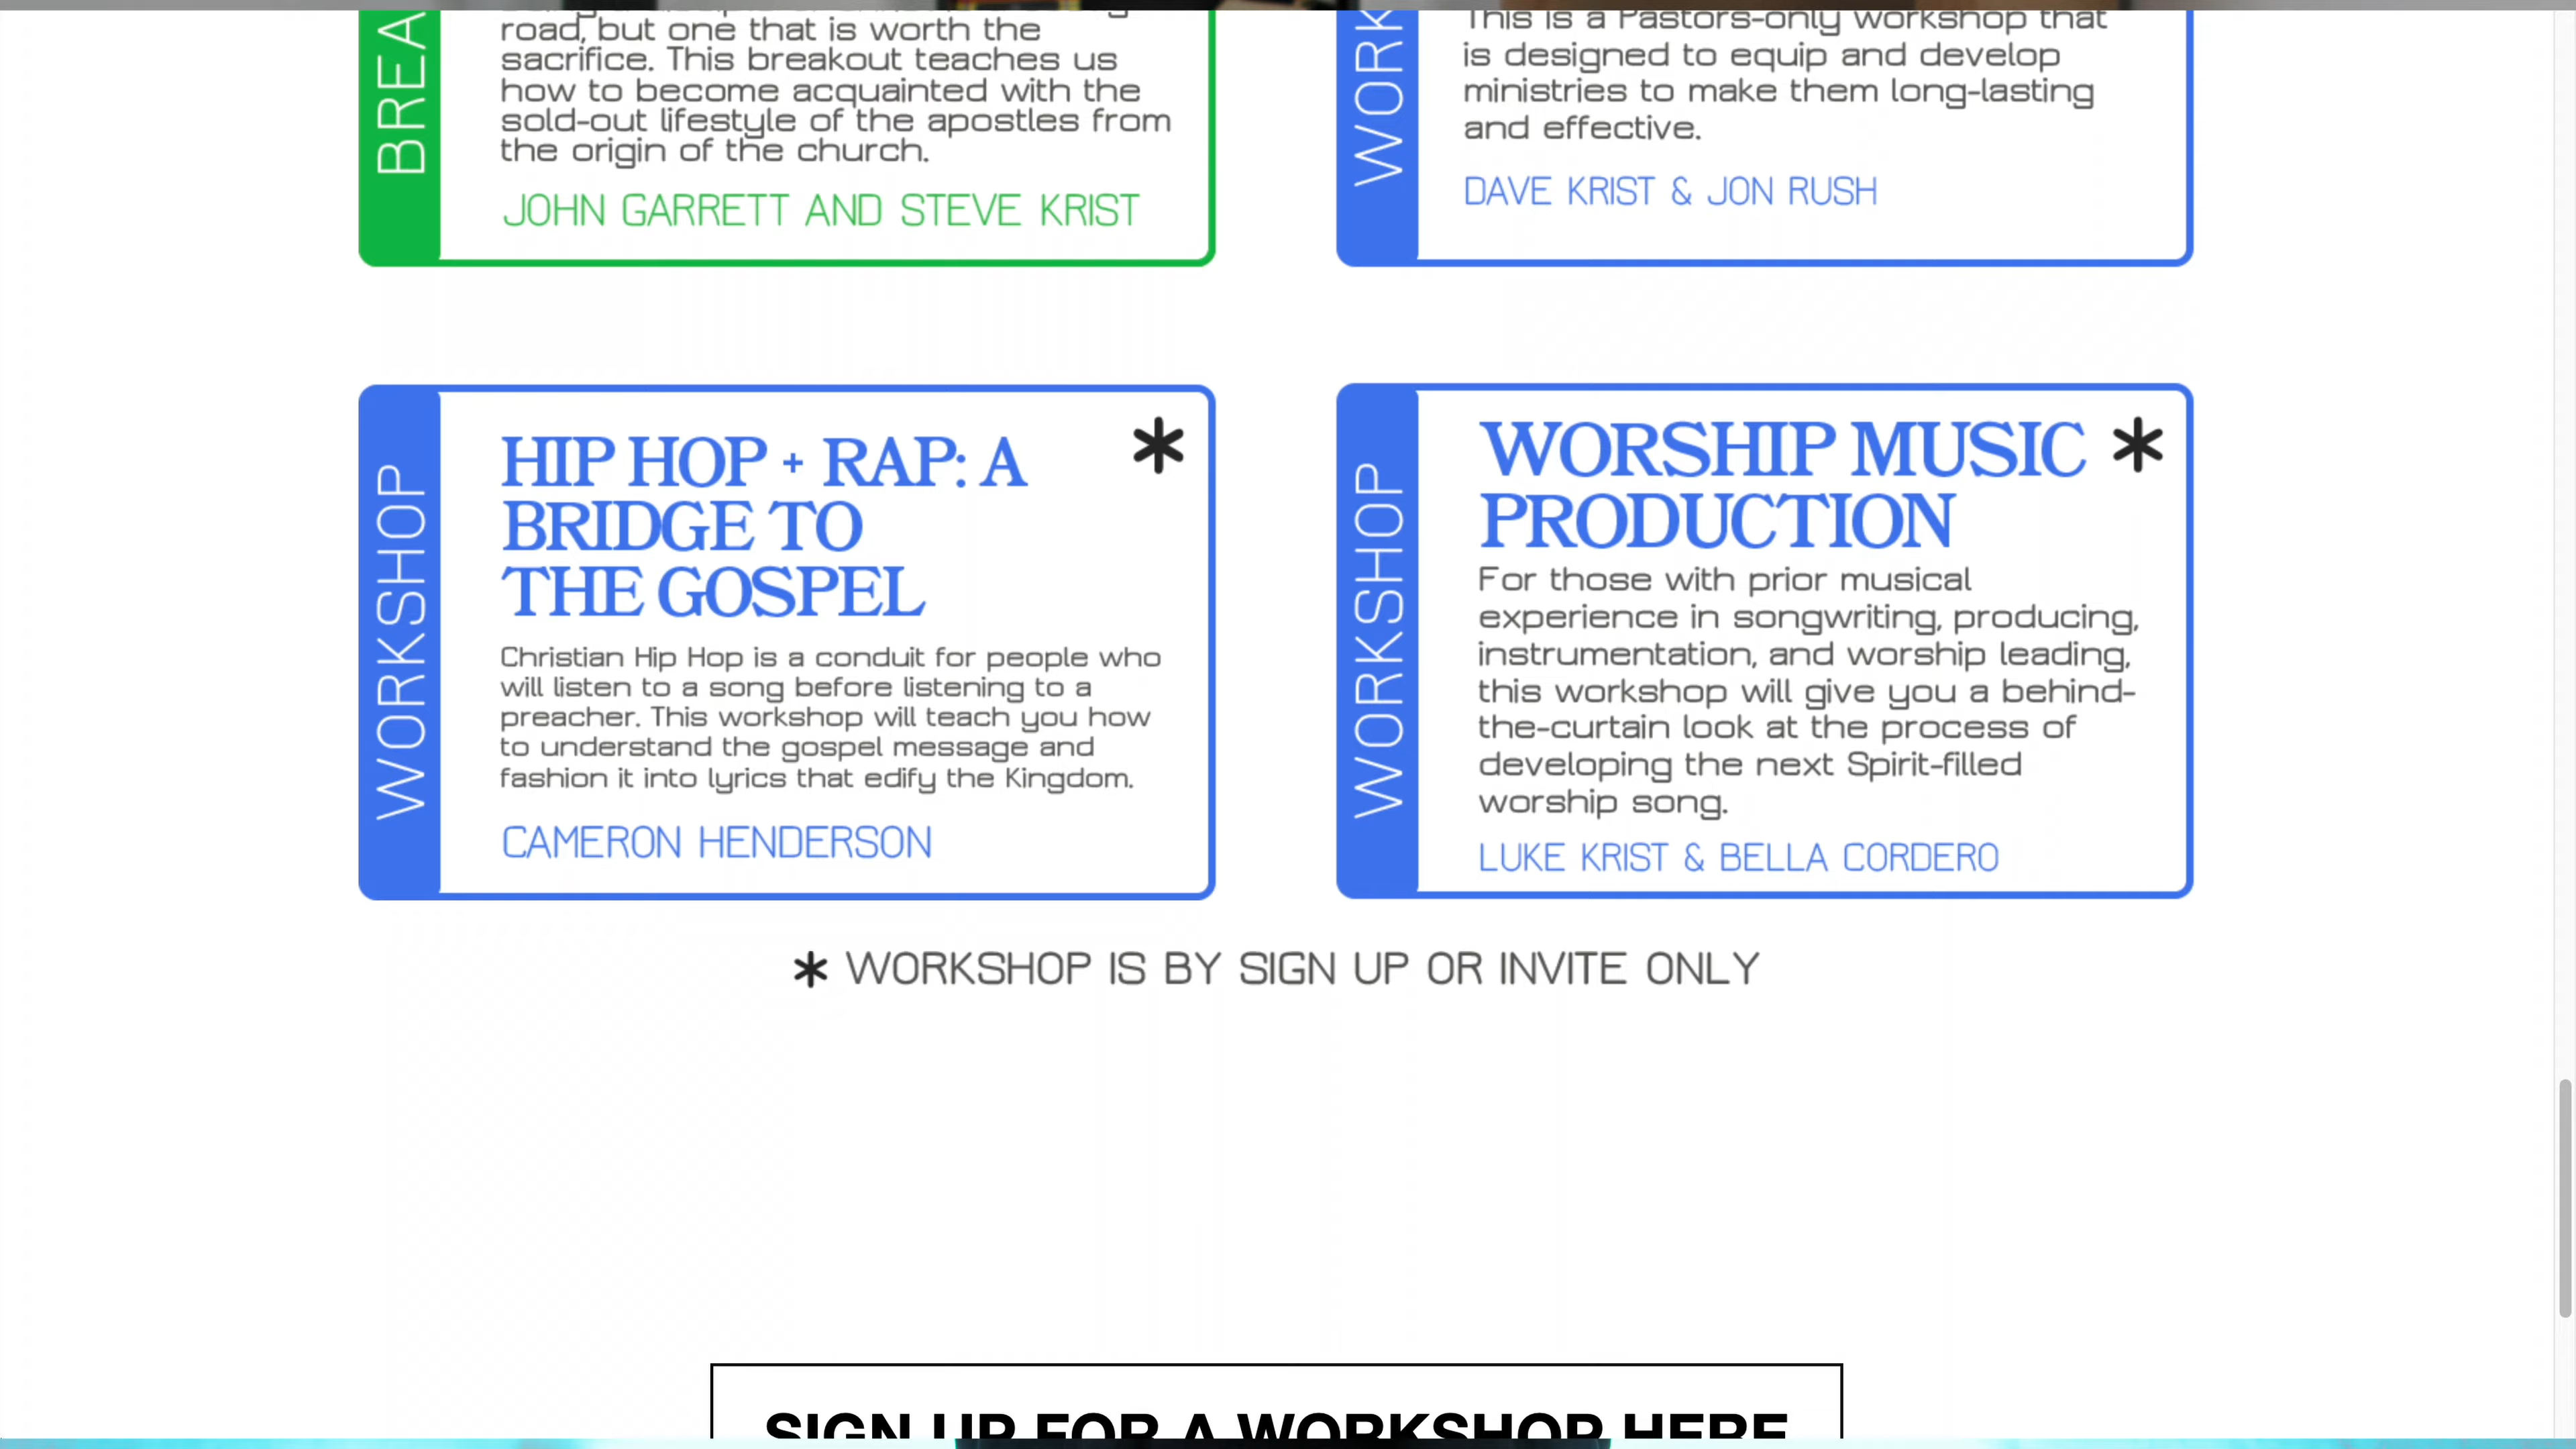 road, but one that is worth the
sacrifice. This breakout teaches us
how to become acquainted with the
sold-out lifestyle of the apostles from
the origin of the church.
JOHN GARRETT AND STEVE KRIST
BREA
This is a Pastors-only workshop that
is designed to equip and develop
ministries to make them long-lasting
and effective.
DAVE KRIST & JON RUSH
WORK
WORKSHOP
HIP HOP + RAP: A *
BRIDGE TO
THE GOSPEL
Christian Hip Hop is a conduit for people who
will listen to a song before listening to a
preacher. This workshop will teach you how
to understand the gospel message and
fashion it into lyrics that edify the Kingdom.
CAMERON HENDERSON
WORKSHOP
WORSHIP MUSIC *
PRODUCTION
For those with prior musical
experience in songwriting, producing,
instrumentation, and worship leading,
this workshop will give you a behind-
the-curtain look at the process of
developing the next Spirit-filled
worship song.
LUKE KRIST & BELLA CORDERO
* WORKSHOP IS BY SIGN UP OR INVITE ONLY
SIGN UP FOR A WORKSHOP HERE